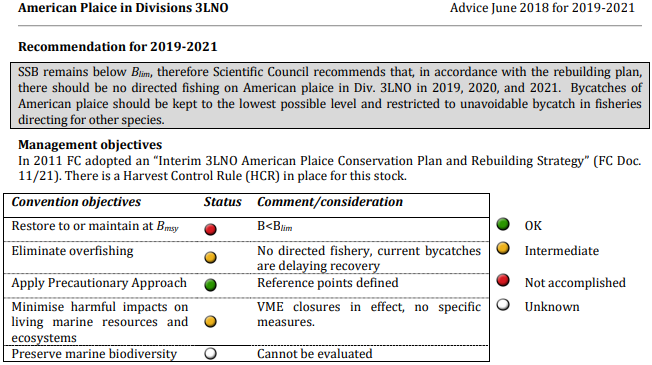 American Plaice in Divisions 3LNO Advice June 2018 for 2019-2021
Recommendation for 2019-2021
SSB remains below Blim, therefore Scientific Council recommends that, in accordance with the rebuilding plan,
there should be no directed fishing on American plaice in Div. 3LNO in 2019, 2020, and 2021. Bycatches of
American plaice should be kept to the lowest possible level and restricted to unavoidable bycatch in fisheries
directing for other species.
Management objectives
In 2011 FC adopted an "Interim 3LNO American Plaice Conservation Plan and Rebuilding Strategy" (FC Doc.
11/21). There is a Harvest Control Rule (HCR) in place for this stock.
Convention objectives Status Comment/consideration
Restore to or maintain at Bmsy B<Blim OK
Eliminate overfishing No directed fishery, current bycatches Intermediate
are delaying recovery
Apply Precautionary Approach Reference points defined Not accomplished
Minimise harmful impacts on VME closures in effect, no specific Unknown
living marine resources and measures.
ecosystems
Preserve marine biodiversity Cannot be evaluated